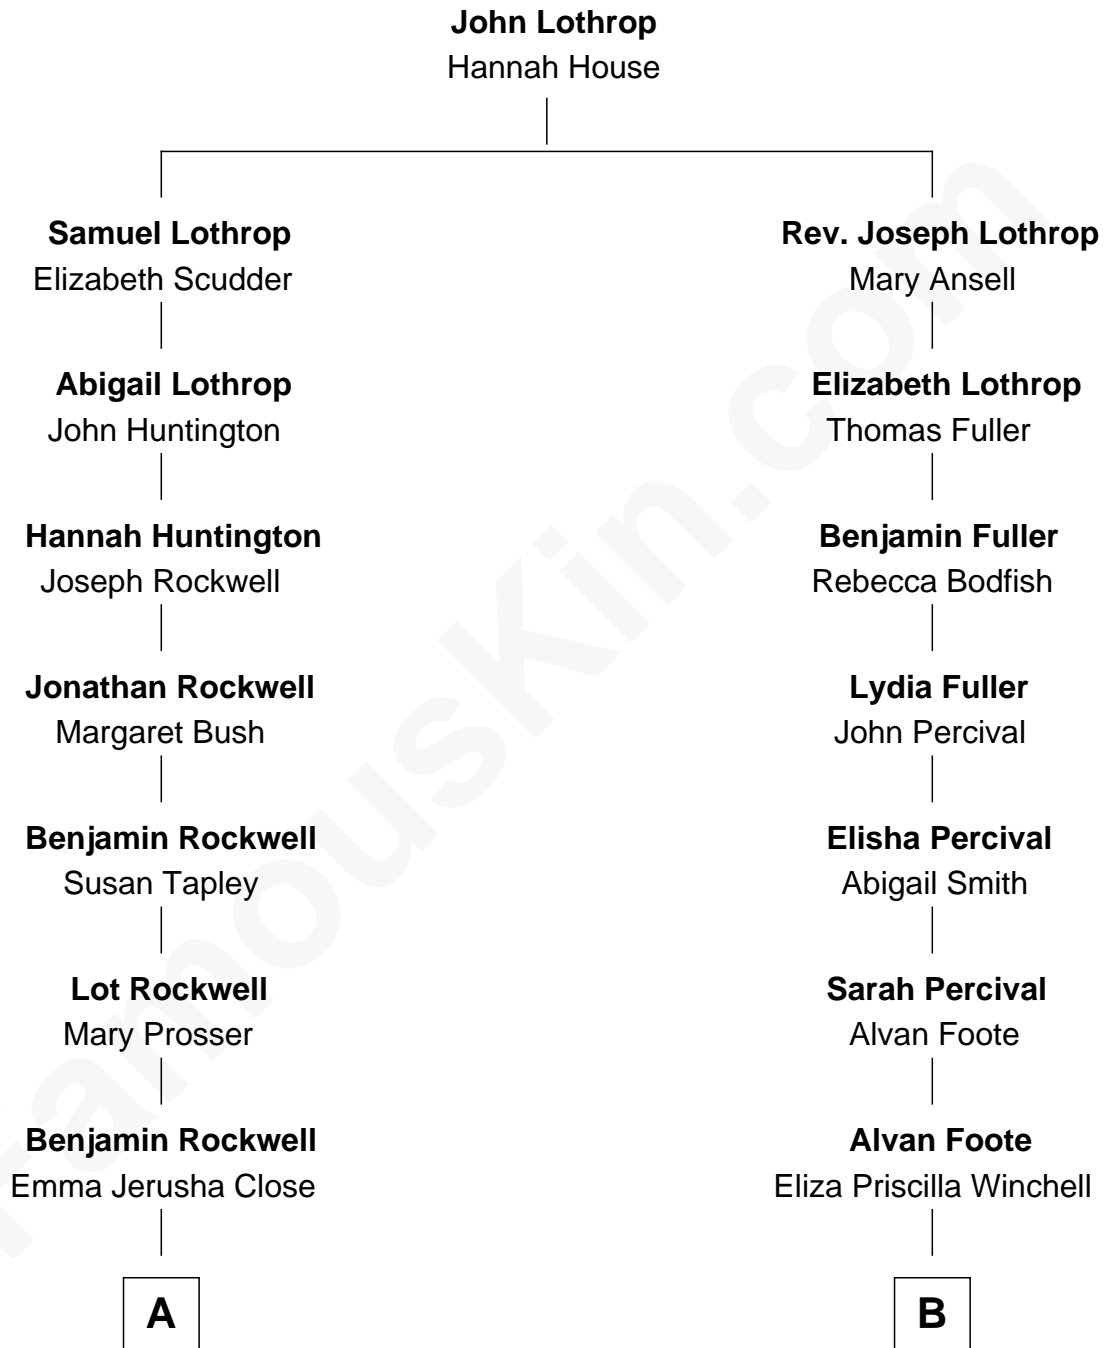 John Lothrop
Hannah House
Samuel Lothrop
Elizabeth Scudder
Abigail Lothrop
John Huntington
Hannah Huntington
Joseph Rockwell
Jonathan Rockwell
Margaret Bush
Benjamin Rockwell
Susan Tapley
Lot Rockwell
Mary Prosser
Benjamin Rockwell
Emma Jerusha Close
A
Rev. Joseph Lothrop
Mary Ansell
Elizabeth Lothrop
Thomas Fuller
Benjamin Fuller
Rebecca Bodfish
Lydia Fuller
John Percival
Elisha Percival
Abigail Smith
Sarah Percival
Alvan Foote
Alvan Foote
Eliza Priscilla Winchell
B
FamousKin.com